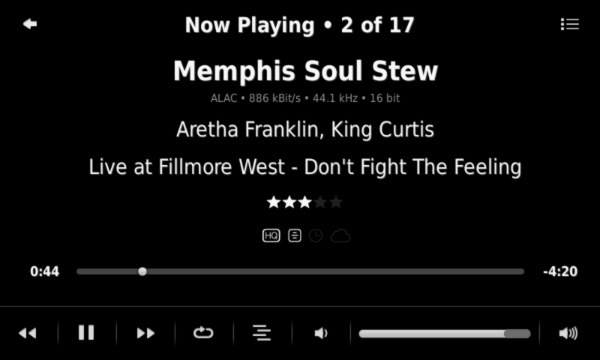 Now Playing • 2 of 17
Memphis Soul Stew
ALAC • 886 kBit/s • 44.1 kHz • 16 bit
Aretha Franklin, King Curtis
Live at Fillmore West - Don't Fight The Feeling
HQ
0:44
-4:20